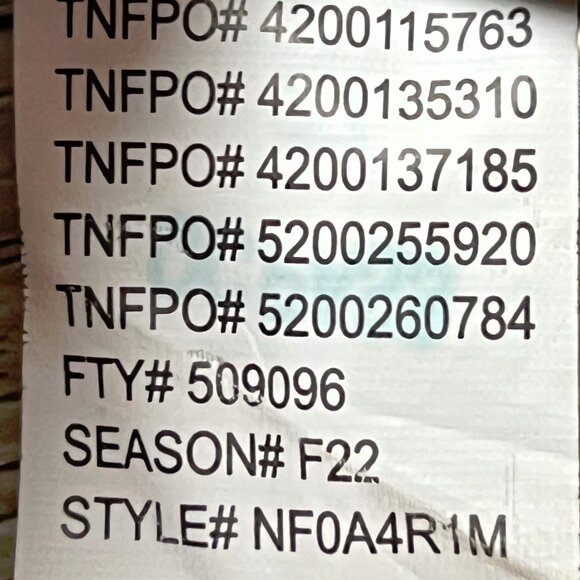 TNFPO# 4200115763
TNFPO# 4200135310
TNFPO# 4200137185
TNFPO# 5200255920
TNFPO# 5200260784
FTY# 509096
SEASON# F22
STYLE# NF0A4R1M